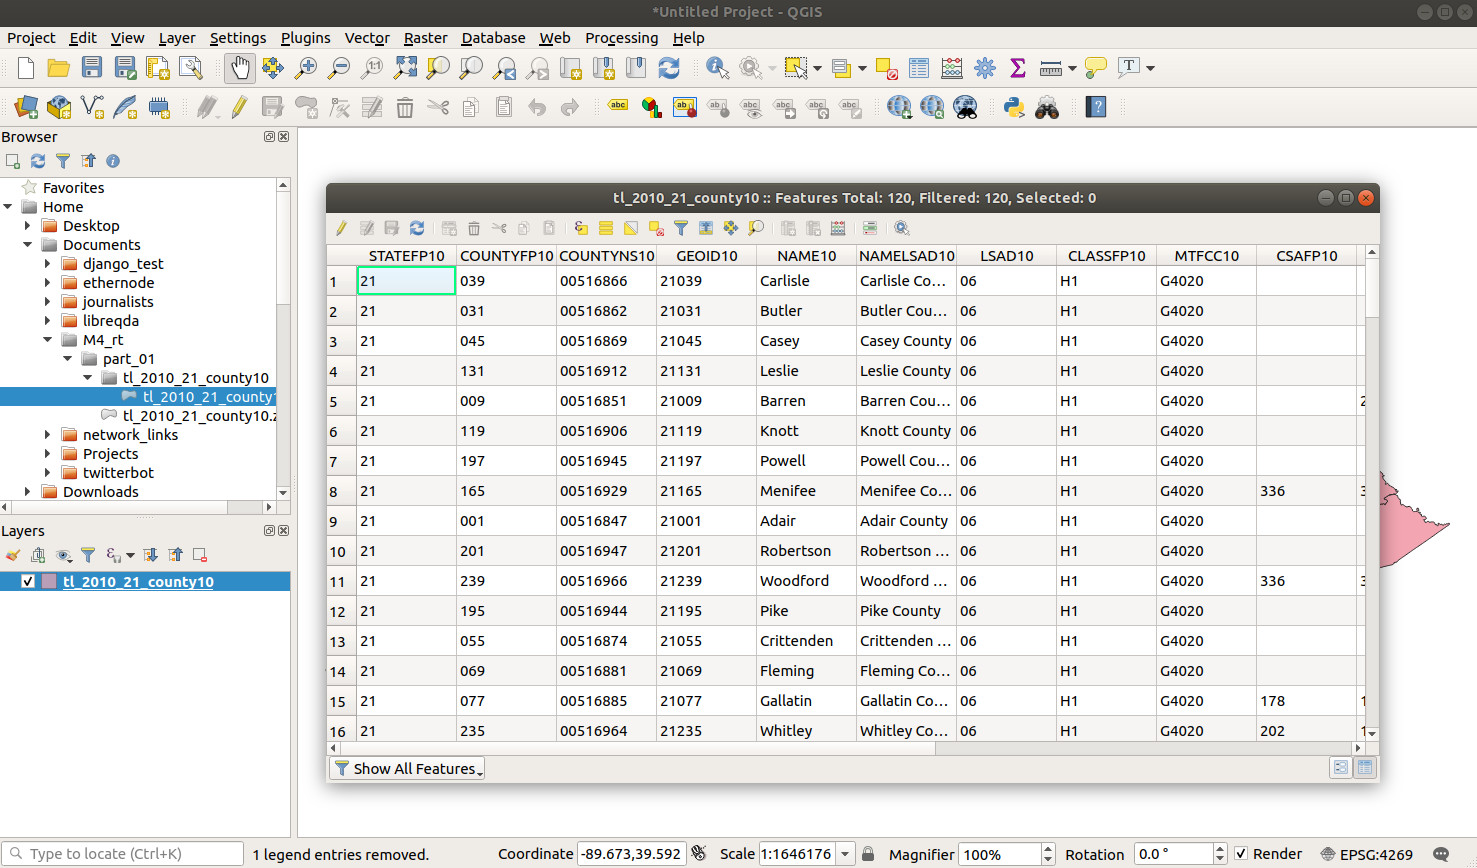 *Untitled Project - QGIS
Project Edit View Layer Settings Plugins Vector Raster Database Web Processing Help
Browser
Favorites
Home
Desktop
Documents
django_test
ethernode
journalists
libreqda
M4_rt
part_01
tl_2010_21_county10
tl_2010_21_county
tl_2010_21_county10.z
network_links
Projects
twitterbot
Downloads
Layers
tl_2010_21_county10
tl_2010_21_county10 :: Features Total: 120, Filtered: 120, Selected: 0
STATEFP10 COUNTYFP10 COUNTYNS10 GEOID10 NAME10 NAMELSAD10 LSAD10 CLASSFP10 MTFCC10 CSAFP10
1 21 039 00516866 21039 Carlisle Carlisle Co... 06 H1 G4020
2 21 031 00516862 21031 Butler Butler Cou... 06 H1 G4020
3 21 045 00516869 21045 Casey Casey County 06 H1 G4020
4 21 131 00516912 21131 Leslie Leslie County 06 H1 G4020
5 21 009 00516851 21009 Barren Barren Cou... 06 H1 G4020 2
6 21 119 00516906 21119 Knott Knott County 06 H1 G4020
7 21 197 00516945 21197 Powell Powell Cou... 06 H1 G4020
8 21 165 00516929 21165 Menifee Menifee Co... 06 H1 G4020 336 3
9 21 001 00516847 21001 Adair Adair County 06 H1 G4020
10 21 201 00516947 21201 Robertson Robertson ... 06 H1 G4020
11 21 239 00516966 21239 Woodford Woodford ... 06 H1 G4020 336 3
12 21 195 00516944 21195 Pike Pike County 06 H1 G4020
13 21 055 00516874 21055 Crittenden Crittenden ... 06 H1 G4020
14 21 069 00516881 21069 Fleming Fleming Co... 06 H1 G4020
15 21 077 00516885 21077 Gallatin Gallatin Co... 06 H1 G4020 178 1
16 21 235 00516964 21235 Whitley Whitley Co... 06 H1 G4020 202 1
Show All Features
Type to locate (Ctrl+K) 1 legend entries removed. Coordinate -89.673,39.592 Scale 1:1646176 Magnifier 100% Rotation 0.0 ° Render EPSG:4269